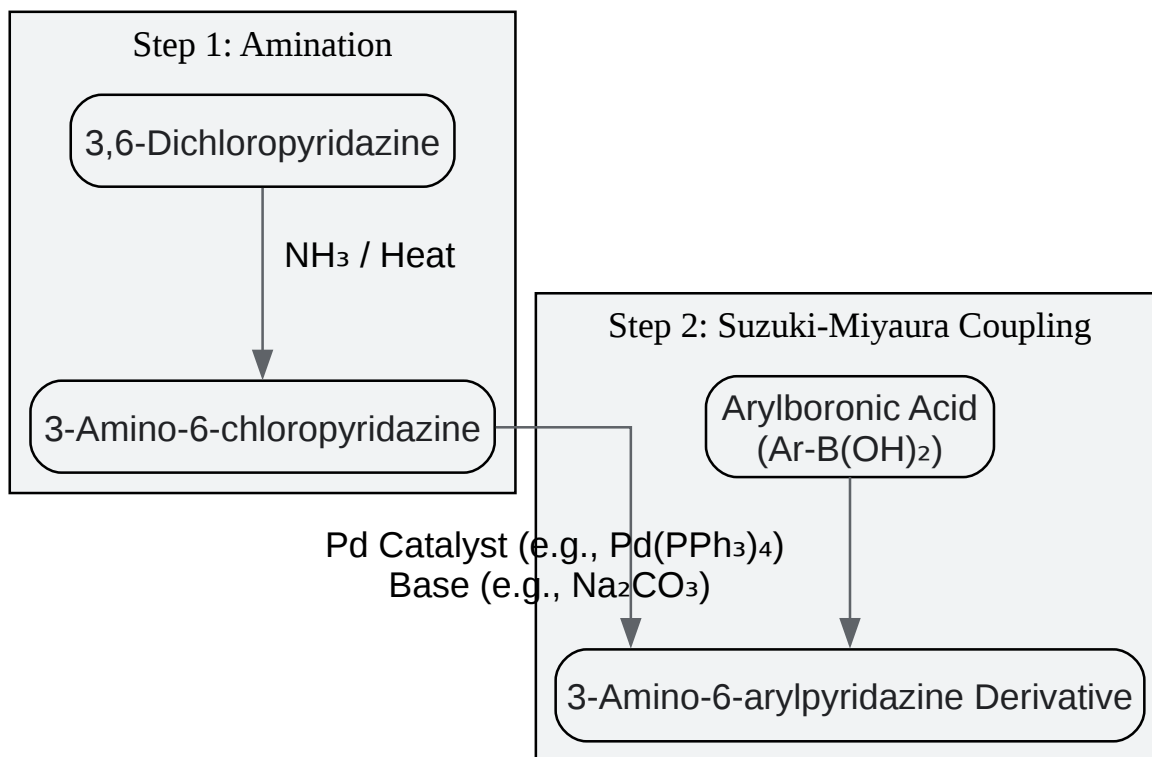 Step 1: Amination
3,6-Dichloropyridazine
NH₃ / Heat
3-Amino-6-chloropyridazine
Step 2: Suzuki-Miyaura Coupling
Arylboronic Acid
(Ar-B(OH)₂)
Pd Catalyst (e.g., Pd(PPh₃)₄)
Base (e.g., Na₂CO₃)
3-Amino-6-arylpyridazine Derivative